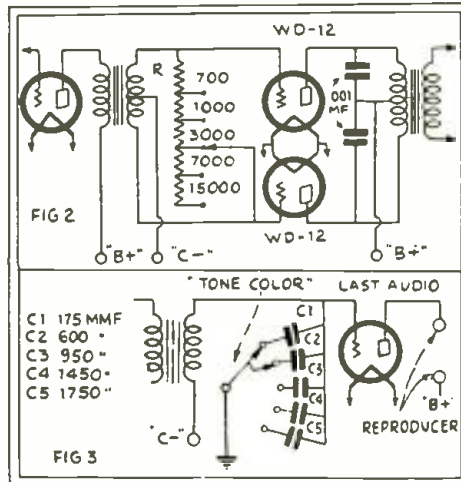 WD-12
R
700
1000
3000
7000
15000
.001
MF
FIG 2
WD-12
"B+" "C-" "B+"
"TONE COLOR" LAST AUDIO
C1 175 MMF
C2 600 "
C3 950 "
C4 1450 "
C5 1750 "
C1
C2
C3
C4
C5
"B+"
REPRODUCER
"C-"
FIG 3